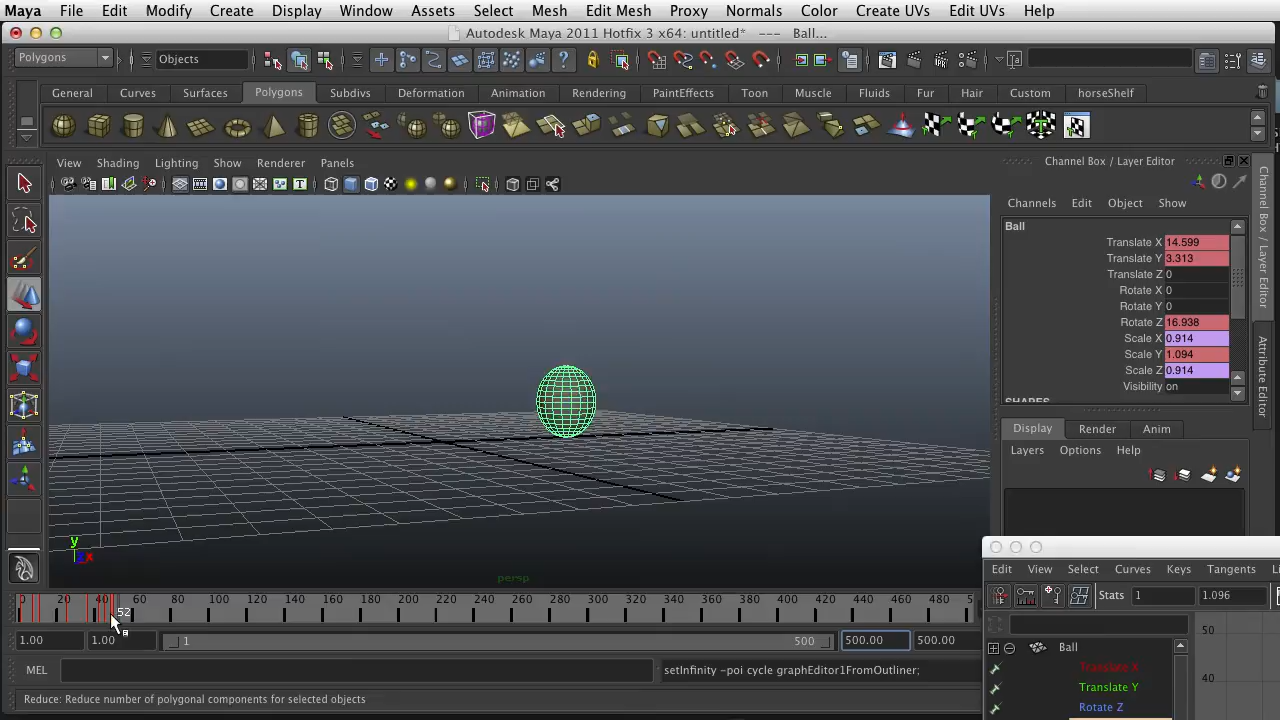 Maya File Edit Modify Create Display Window Assets Select Mesh Edit Mesh Proxy Normals Color Create UVs Edit UVs Help
Autodesk Maya 2011 Hotfix 3 x64: untitled* --- Ball...
Polygons Objects
General Curves Surfaces Polygons Subdivs Deformation Animation Rendering PaintEffects Toon Muscle Fluids Fur Hair Custom horseShelf
View Shading Lighting Show Renderer Panels
Channel Box / Layer Editor
Channels Edit Object Show
Ball
Translate X 14.599
Translate Y 3.313
Translate Z 0
Rotate X 0
Rotate Y 0
Rotate Z 16.938
Scale X 0.914
Scale Y 1.094
Scale Z 0.914
Visibility on
SHAPES
Display Render Anim
Layers Options Help
Channel Box / Layer Editor
Attribute Editor
y
x
persp
0 20 40 60 80 100 120 140 160 180 200 220 240 260 280 300 320 340 360 380 400 420 440 460 480 5
52
1.00 1.00 1 500 500.00 500.00
MEL setInfinity -poi cycle graphEditor1FromOutliner;
Reduce: Reduce number of polygonal components for selected objects
Edit View Select Curves Keys Tangents Li
Stats 1 1.096
50
Ball
Translate X
40
Translate Y
Rotate Z